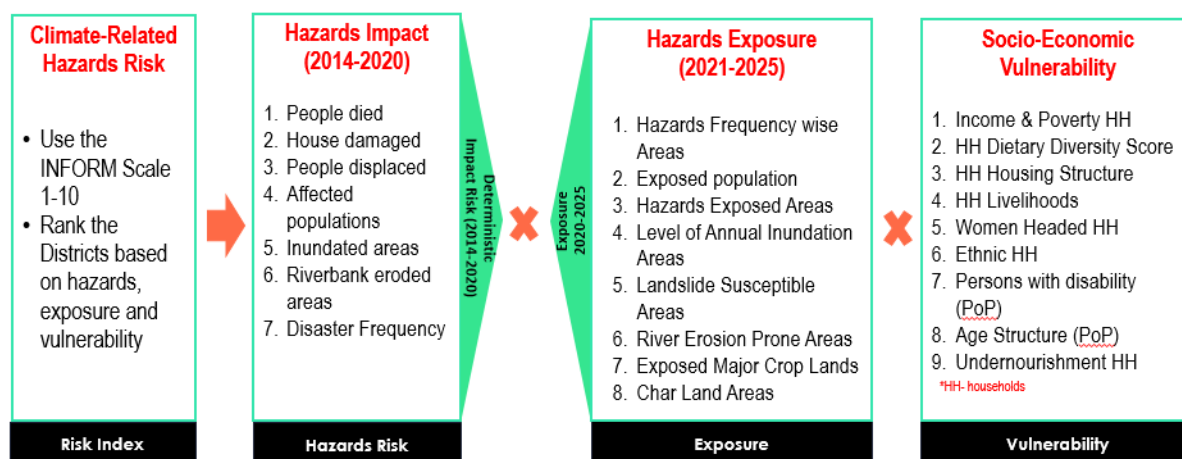 Climate-Related
Hazards Risk
• Use the
INFORM Scale
1-10
• Rank the
Districts based
on hazards,
exposure and
vulnerability
Risk Index
Hazards Impact
(2014-2020)
1. People died
2. House damaged
3. People displaced
4. Affected
populations
5. Inundated areas
6. Riverbank eroded
areas
7. Disaster Frequency
Hazards Risk
Deterministic
Impact Risk (2014-2020)
Exposure
2020-2025
Hazards Exposure
(2021-2025)
1. Hazards Frequency wise
Areas
2. Exposed population
3. Hazards Exposed Areas
4. Level of Annual Inundation
Areas
5. Landslide Susceptible
Areas
6. River Erosion Prone Areas
7. Exposed Major Crop Lands
8. Char Land Areas
Exposure
Socio-Economic
Vulnerability
1. Income & Poverty HH
2. HH Dietary Diversity Score
3. HH Housing Structure
4. HH Livelihoods
5. Women Headed HH
6. Ethnic HH
7. Persons with disability
(PoP)
8. Age Structure (PoP)
9. Undernourishment HH
*HH- households
Vulnerability